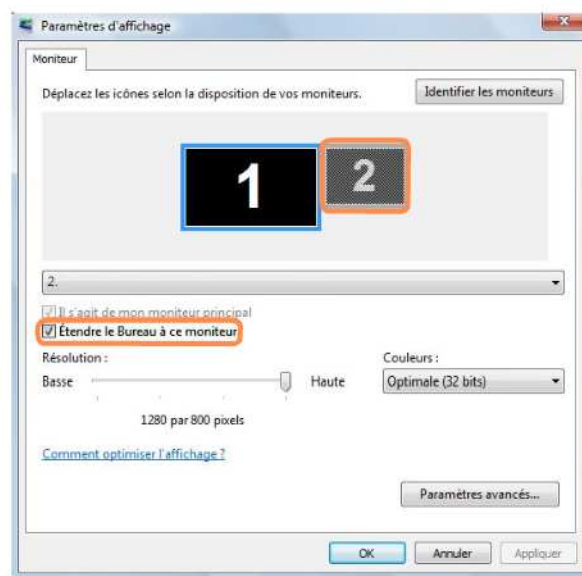 Paramètres d'affichage
Moniteur
Déplacez les icônes selon la disposition de vos moniteurs.
Identifier les moniteurs
1
2
2.
Il s'agit de mon moniteur principal
Étendre le Bureau à ce moniteur
Résolution :
Couleurs :
Basse
Haute
Optimale (32 bits)
1280 par 800 pixels
Comment optimiser l'affichage ?
Paramètres avancés...
OK
Annuler
Appliquer